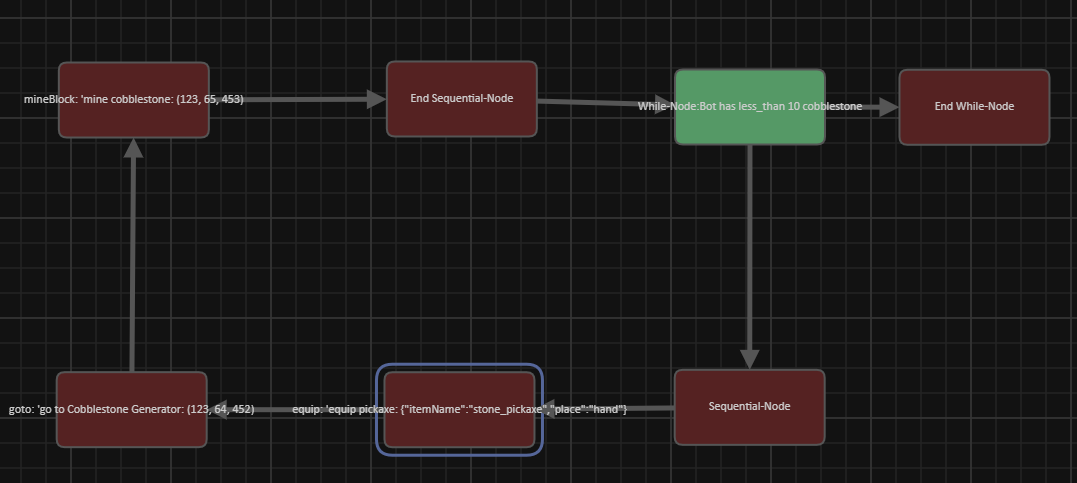 mineBlock: 'mine cobblestone: (123, 65, 453)
End Sequential-Node
While-Node:Bot has less_than 10 cobblestone
End While-Node
goto: 'go to Cobblestone Generator: (123, 64, 452)
equip: 'equip pickaxe: {"itemName":"stone_pickaxe","place":"hand"}
Sequential-Node